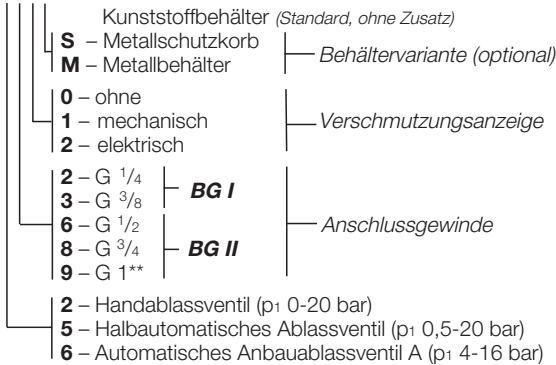 Kunststoffbehälter (Standard, ohne Zusatz)
S – Metallschutzkorb
M – Metallbehälter
Behältervariante (optional)
0 – ohne
1 – mechanisch
2 – elektrisch
Verschmutzungsanzeige
2 – G 1/4
3 – G 3/8
BG I
6 – G 1/2
8 – G 3/4
9 – G 1**
BG II
Anschlussgewinde
2 – Handablassventil (p1 0-20 bar)
5 – Halbautomatisches Ablassventil (p1 0,5-20 bar)
6 – Automatisches Anbauablassventil A (p1 4-16 bar)